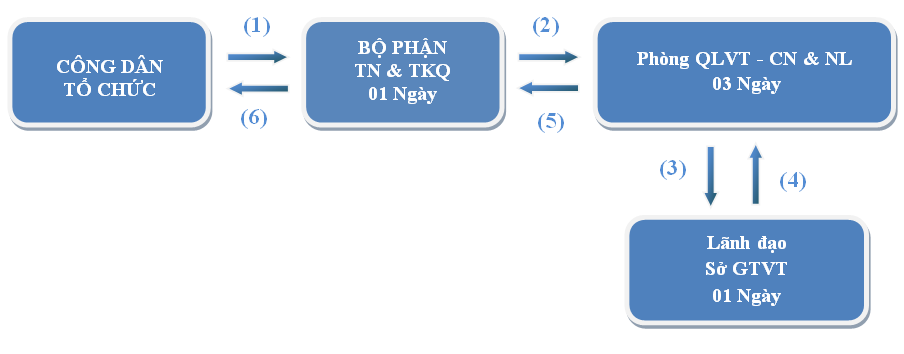 CÔNG DÂN
TỔ CHỨC
(1)
(6)
BỘ PHẬN
TN & TKQ
01 Ngày
(2)
(5)
Phòng QLVT - CN & NL
03 Ngày
(3)
(4)
Lãnh đạo
Sở GTVT
01 Ngày